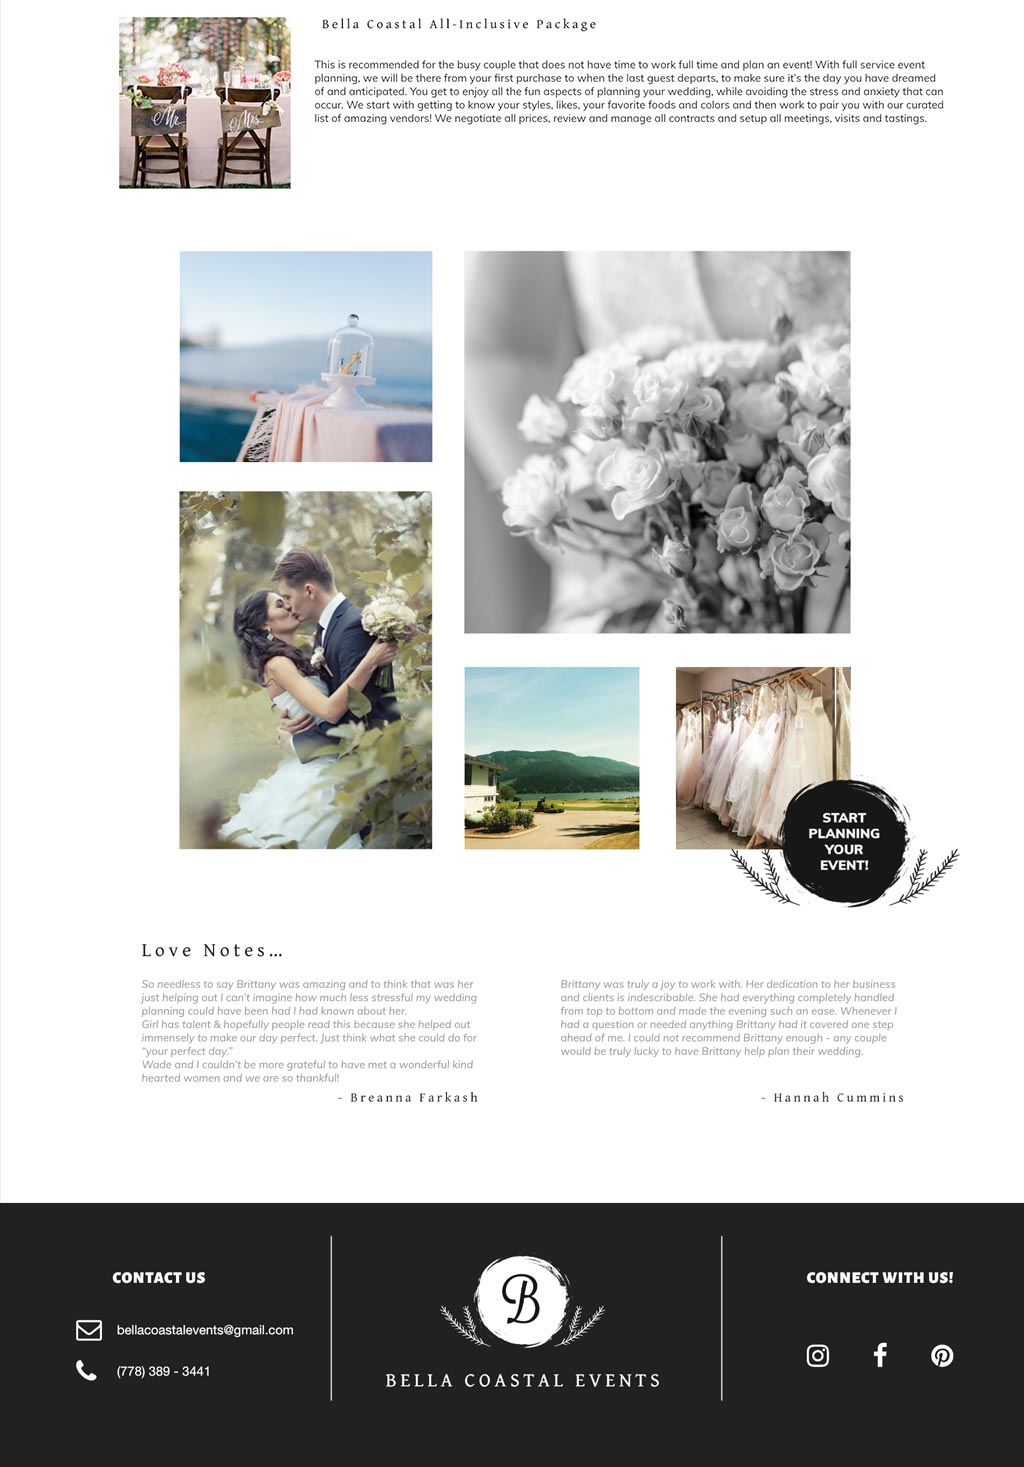 Bella Coastal All-Inclusive Package
This is recommended for the busy couple that does not have time to work full time and plan an event! With full service event
planning, we will be there from your first purchase to when the last guest departs, to make sure it's the day you have dreamed
of and anticipated. You get to enjoy all the fun aspects of planning your wedding, while avoiding the stress and anxiety that can
occur. We start with getting to know your styles, likes, your favorite foods and colors and then work to pair you with our curated
list of amazing vendors! We negotiate all prices, review and manage all contracts and setup all meetings, visits and tastings.
Mr.
Mrs.
START
PLANNING
YOUR
EVENT!
Love Notes...
So needless to say Brittany was amazing and to think that was her
just helping out I can't imagine how much less stressful my wedding
planning could have been had I had known about her.
Girl has talent & hopefully people read this because she helped out
immensely to make our day perfect. Just think what she could do for
“your perfect day.”
Wade and I couldn't be more grateful to have met a wonderful kind
hearted women and we are so thankful!
- Breanna Farkash
Brittany was truly a joy to work with. Her dedication to her business
and clients is indescribable. She had everything completely handled
from top to bottom and made the evening such an ease. Whenever I
had a question or needed anything Brittany had it covered one step
ahead of me. I could not recommend Brittany enough - any couple
would be truly lucky to have Brittany help plan their wedding.
- Hannah Cummins
CONTACT US
bellacoastalevents@gmail.com
(778) 389 - 3441
B
BELLA COASTAL EVENTS
CONNECT WITH US!